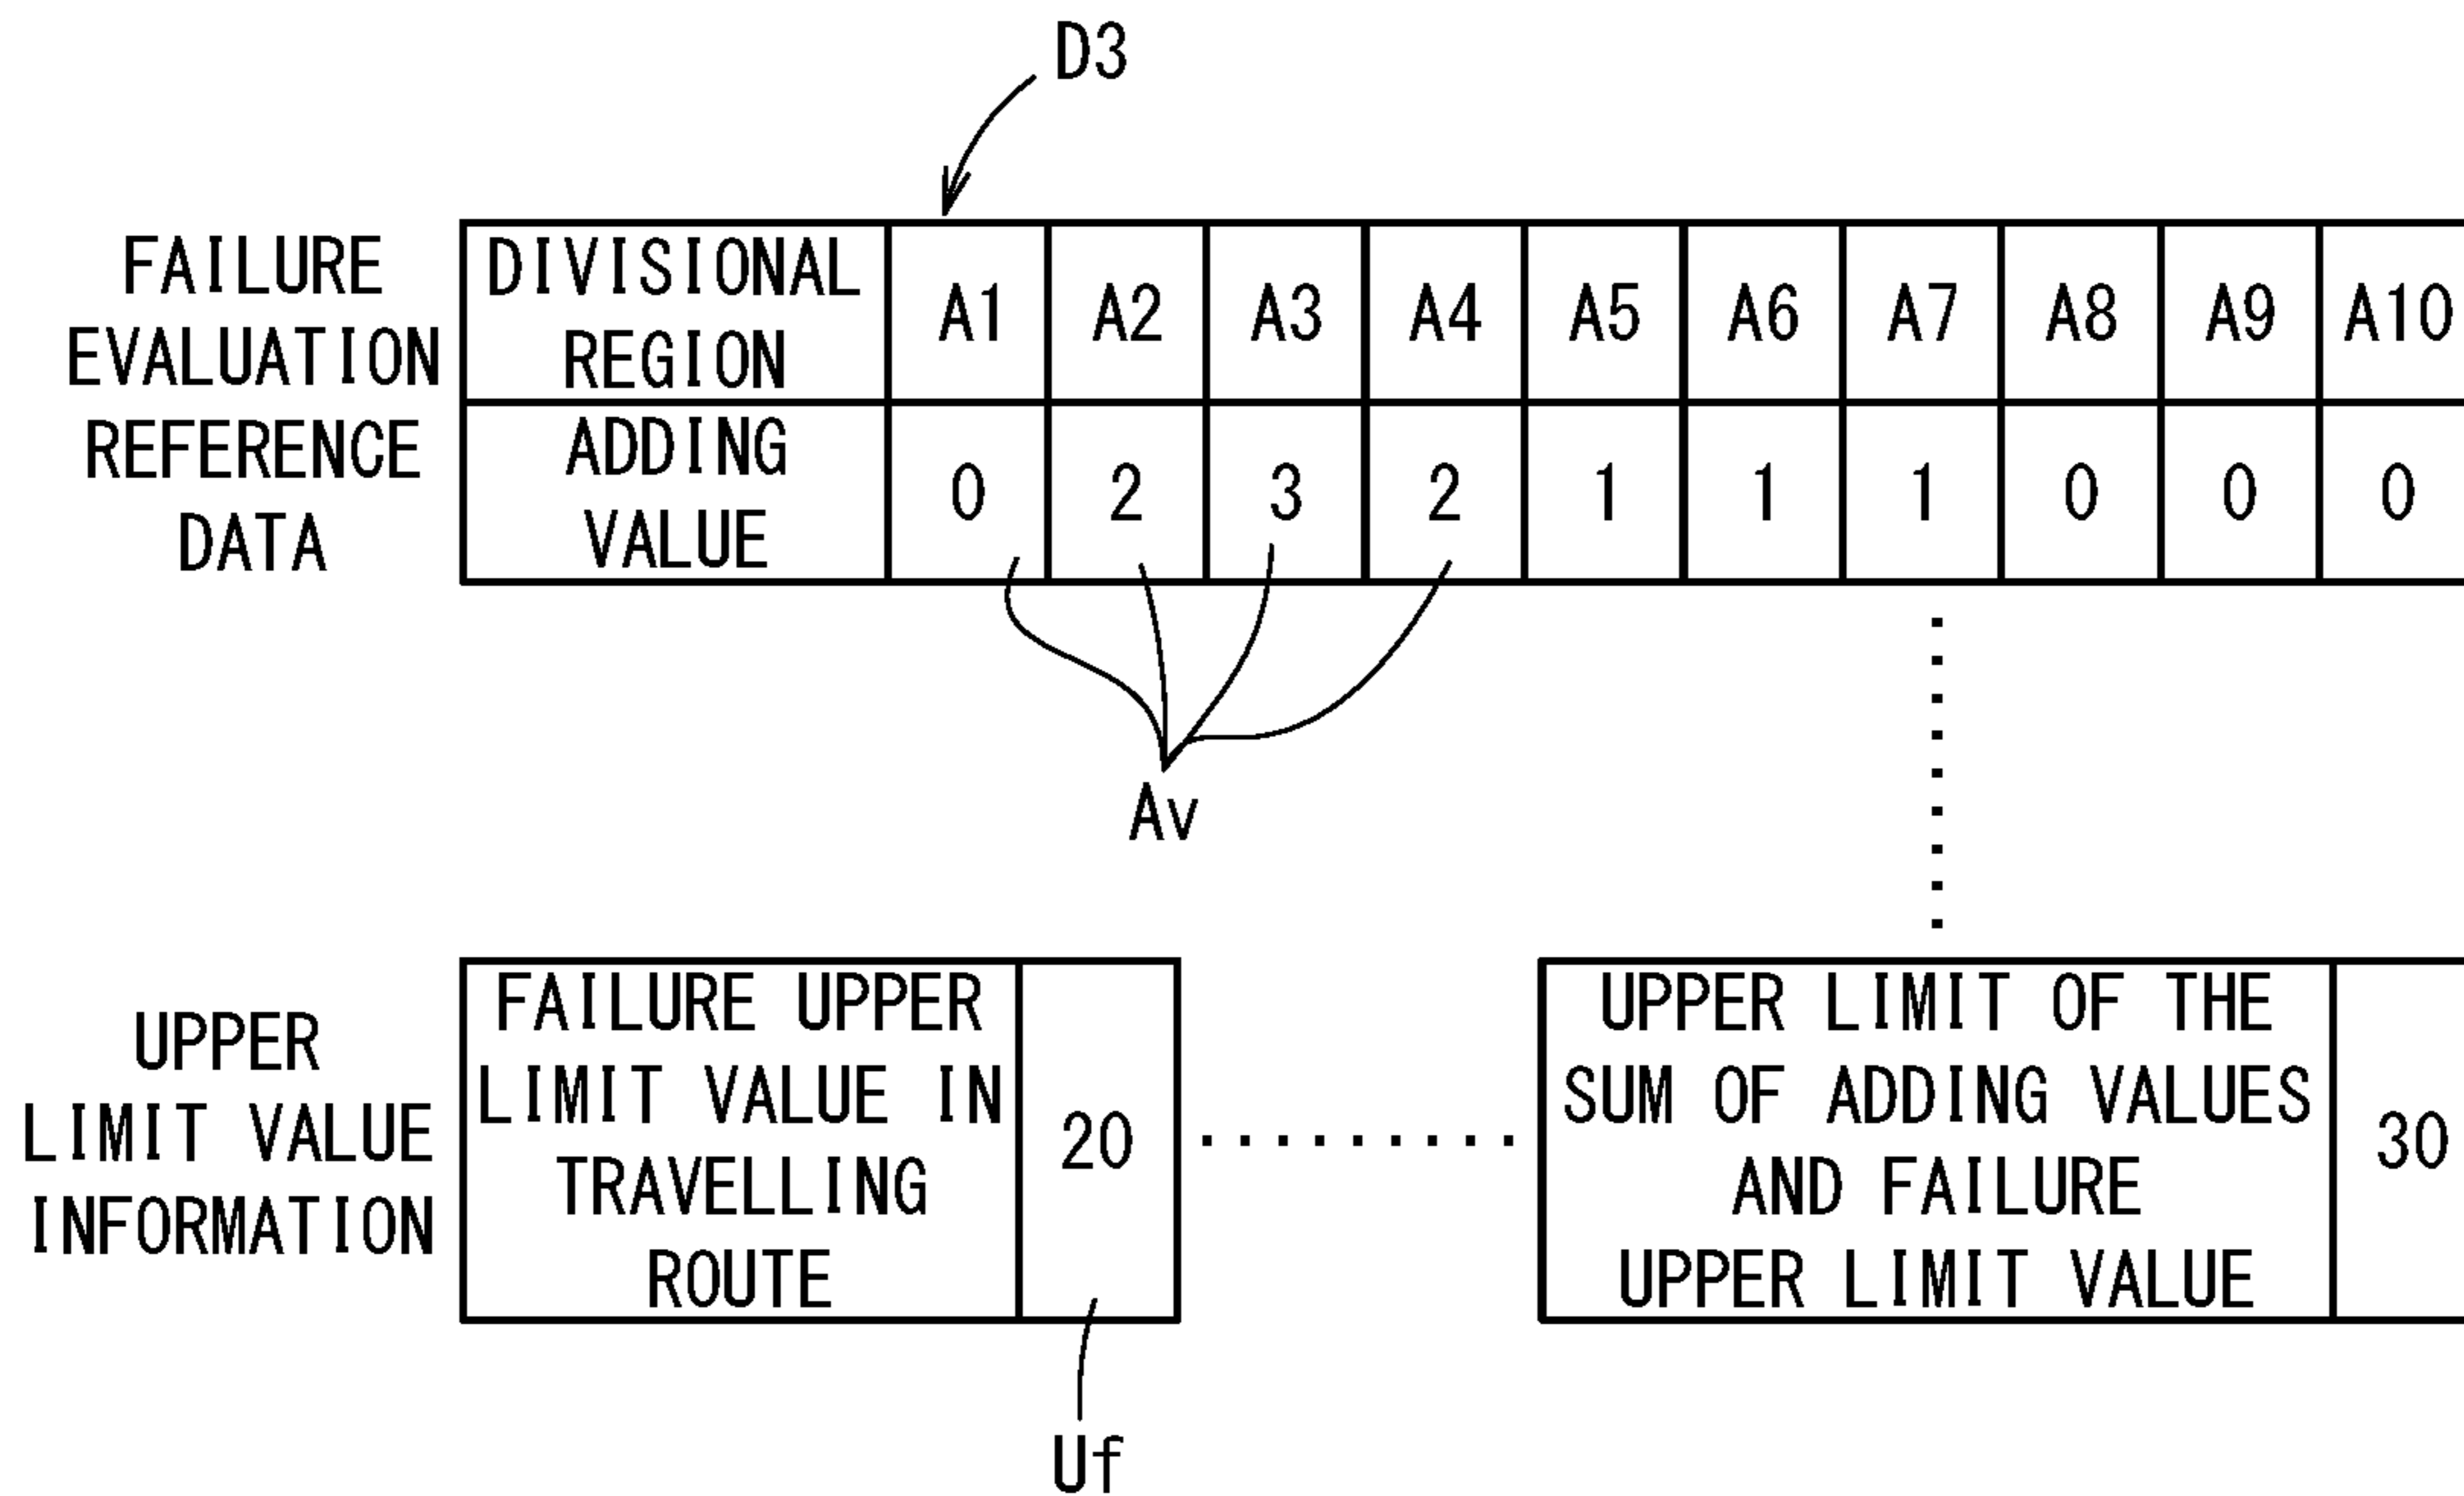 D3
FAILURE
EVALUATION
REFERENCE
DATA
DIVISIONAL
REGION
A1 A2 A3 A4 A5 A6 A7 A8 A9 A10
ADDING
VALUE
0 2 3 2 1 1 1 0 0 0
Av
UPPER
LIMIT VALUE
INFORMATION
FAILURE UPPER
LIMIT VALUE IN
TRAVELLING
ROUTE
20
UPPER LIMIT OF THE
SUM OF ADDING VALUES
AND FAILURE
UPPER LIMIT VALUE
30
Uf